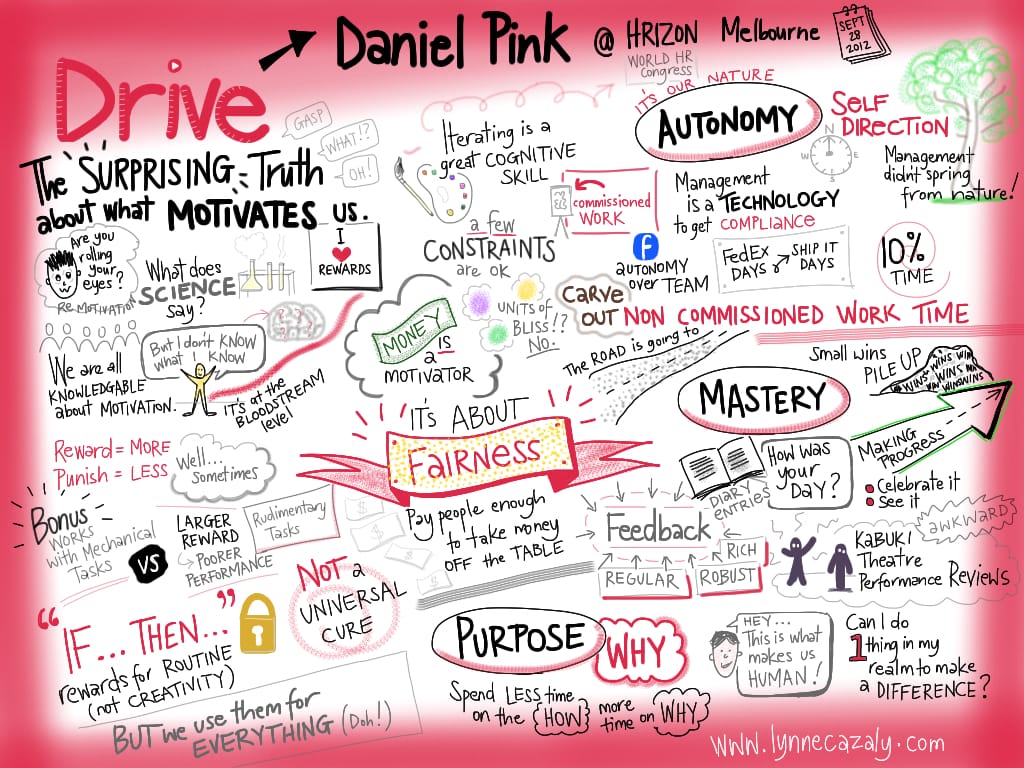 Drive
Daniel Pink @ HRIZON Melbourne
WORLD HR
Congress
SEPT
28
2012
The SURPRISING Truth
about what MOTIVATES us.
GASP
WHAT!?
OH!
Are you
rolling
your
eyes?
RE MOTIVATION
What does
SCIENCE
say?
I
REWARDS
We are all
KNOWLEDGABLE
about MOTIVATION.
But I don't KNOW
what I KNOW
? ? ?
IT'S at the
BLOODSTREAM
level
Reward = MORE
Punish = LESS
Well...
Sometimes
Bonus
WORKS
with Mechanical
Tasks
VS
LARGER
REWARD
→ POORER
PERFORMANCE
Rudimentary
Tasks
"IF... THEN..."
rewards for ROUTINE
(not CREATIVITY)
BUT we use them for
EVERYTHING (Doh!)
NOT a
UNIVERSAL
CURE
Iterating is a
great COGNITIVE
SKILL
a few
CONSTRAINTS
are ok
commissioned
WORK
MONEY
IS
a
MOTIVATOR
UNITS of
BLISS!?
NO.
IT'S ABOUT
FAIRNESS
Pay people enough
to take money
OFF the TABLE
$
$
$
$
IT'S OUR NATURE
AUTONOMY
SELF
DIRECTION
N
E
S
W
Management
is a TECHNOLOGY
to get COMPLIANCE
Management
didn't spring
from nature!
f
AUTONOMY
over TEAM
FedEx
DAYS → SHIP IT
DAYS
10%
TIME
CARVE
OUT NON COMMISSIONED WORK TIME
The ROAD is going to
MASTERY
Small wins
PILE UP
WINS WIN
WINS WINS
MAKING
PROGRESS
Celebrate it
See it
HOW WAS
YOUR
DAY?
DIARY
ENTRIES
Feedback
REGULAR
ROBUST
RICH
AWKWARD
KABUKI
Theatre
Performance Reviews
PURPOSE
WHY
Spend LESS time
on the HOW more
time on WHY
HEY...
This is what
makes us
HUMAN!
Can I do
1 thing in my
realm to make
a DIFFERENCE?
www.lynnecazaly.com